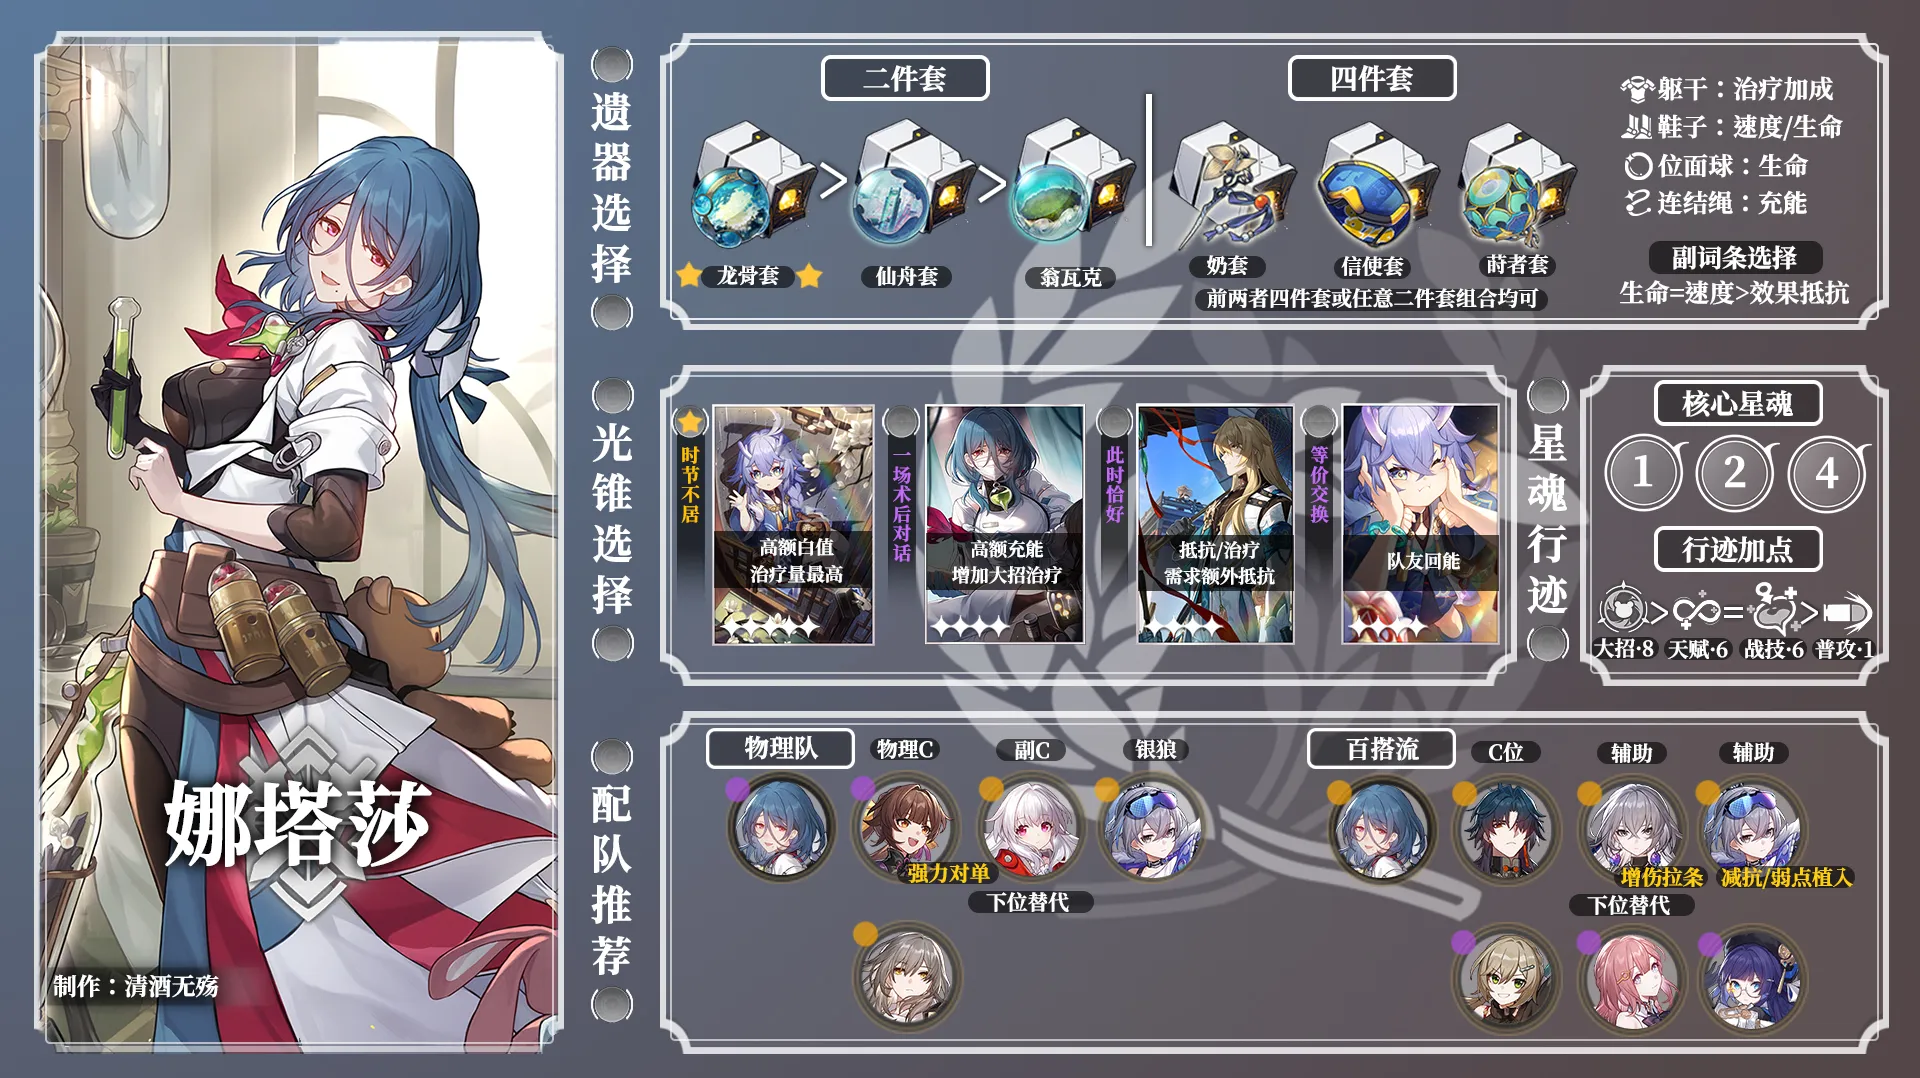 娜塔莎
制作：清酒无殇
遗器选择
二件套
>
>
龙骨套
仙舟套
翁瓦克
四件套
奶套
信使套
莳者套
前两者四件套或任意二件套组合均可
躯干：治疗加成
鞋子：速度/生命
位面球：生命
连结绳：充能
副词条选择
生命=速度>效果抵抗
光锥选择
时节不居
高额白值
治疗量最高
一场术后对话
高额充能
增加大招治疗
此时恰好
抵抗/治疗
需求额外抵抗
等价交换
队友回能
星魂行迹
核心星魂
1
2
4
行迹加点
> = >
大招·8
天赋·6
战技·6
普攻·1
配队推荐
物理队
物理C
副C
银狼
强力对单
下位替代
百搭流
C位
辅助
辅助
增伤拉条
减抗/弱点植入
下位替代